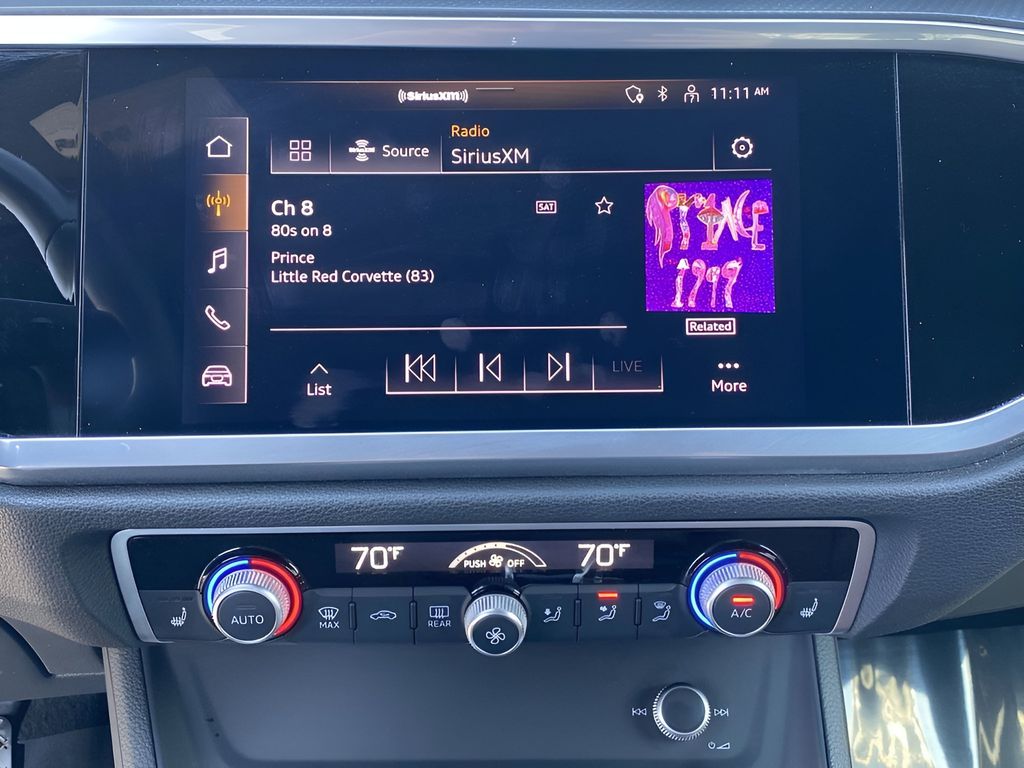 SiriusXM
11:11 AM
Radio
Source
SiriusXM
SiriusXM
Ch 8
SAT
80s on 8
Prince
Little Red Corvette (83)
PRINCE
1999
Related
LIVE
List
More
70°F
PUSH OFF
70°F
AUTO
MAX
REAR
A/C